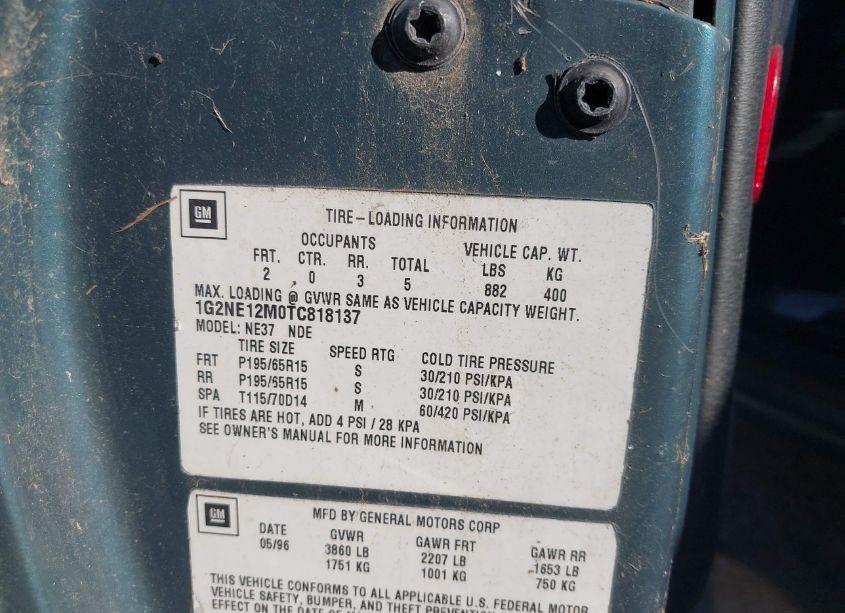 GM
TIRE-LOADING INFORMATION
OCCUPANTS VEHICLE CAP. WT.
FRT. CTR. RR. TOTAL LBS KG
2 0 3 5 882 400
MAX. LOADING @ GVWR SAME AS VEHICLE CAPACITY WEIGHT.
1G2NE12M0TC818137
MODEL: NE37 NDE
TIRE SIZE SPEED RTG COLD TIRE PRESSURE
FRT P195/65R15 S 30/210 PSI/KPA
RR P195/65R15 S 30/210 PSI/KPA
SPA T115/70D14 M 60/420 PSI/KPA
IF TIRES ARE HOT, ADD 4 PSI / 28 KPA
SEE OWNER'S MANUAL FOR MORE INFORMATION
GM
MFD BY GENERAL MOTORS CORP
DATE GVWR GAWR FRT GAWR RR
05/96 3860 LB 2207 LB 1653 LB
1751 KG 1001 KG 750 KG
THIS VEHICLE CONFORMS TO ALL APPLICABLE U.S. FEDERAL MOTOR
VEHICLE SAFETY, BUMPER, AND THEFT PREVENTION
EFFECT ON THE DATE OF